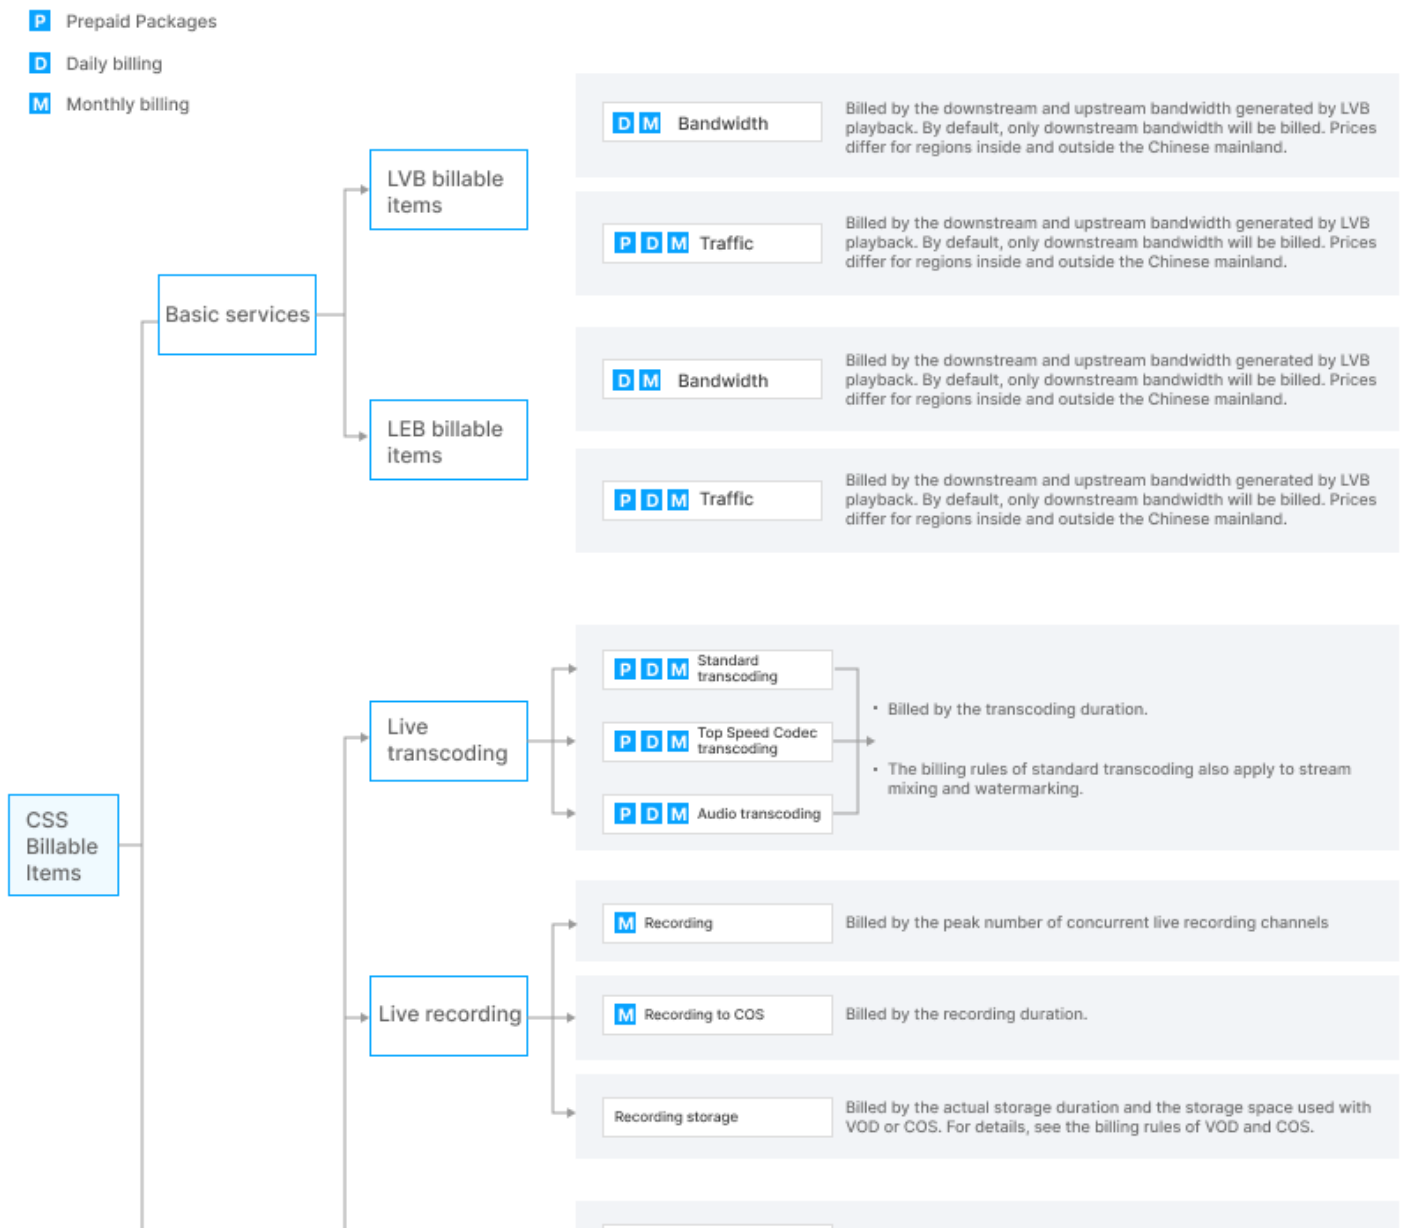 P Prepaid Packages
D Daily billing
M Monthly billing
D M Bandwidth
Billed by the downstream and upstream bandwidth generated by LVB
playback. By default, only downstream bandwidth will be billed. Prices
differ for regions inside and outside the Chinese mainland.
LVB billable
items
P D M Traffic
Billed by the downstream and upstream bandwidth generated by LVB
playback. By default, only downstream bandwidth will be billed. Prices
differ for regions inside and outside the Chinese mainland.
Basic services
D M Bandwidth
Billed by the downstream and upstream bandwidth generated by LVB
playback. By default, only downstream bandwidth will be billed. Prices
differ for regions inside and outside the Chinese mainland.
LEB billable
items
P D M Traffic
Billed by the downstream and upstream bandwidth generated by LVB
playback. By default, only downstream bandwidth will be billed. Prices
differ for regions inside and outside the Chinese mainland.
Live
transcoding
P D M Standard
transcoding
P D M Top Speed Codec
transcoding
P D M Audio transcoding
• Billed by the transcoding duration.
• The billing rules of standard transcoding also apply to stream
mixing and watermarking.
CSS
Billable
Items
M Recording
Billed by the peak number of concurrent live recording channels
Live recording
M Recording to COS
Billed by the recording duration.
Recording storage
Billed by the actual storage duration and the storage space used with
VOD or COS. For details, see the billing rules of VOD and COS.